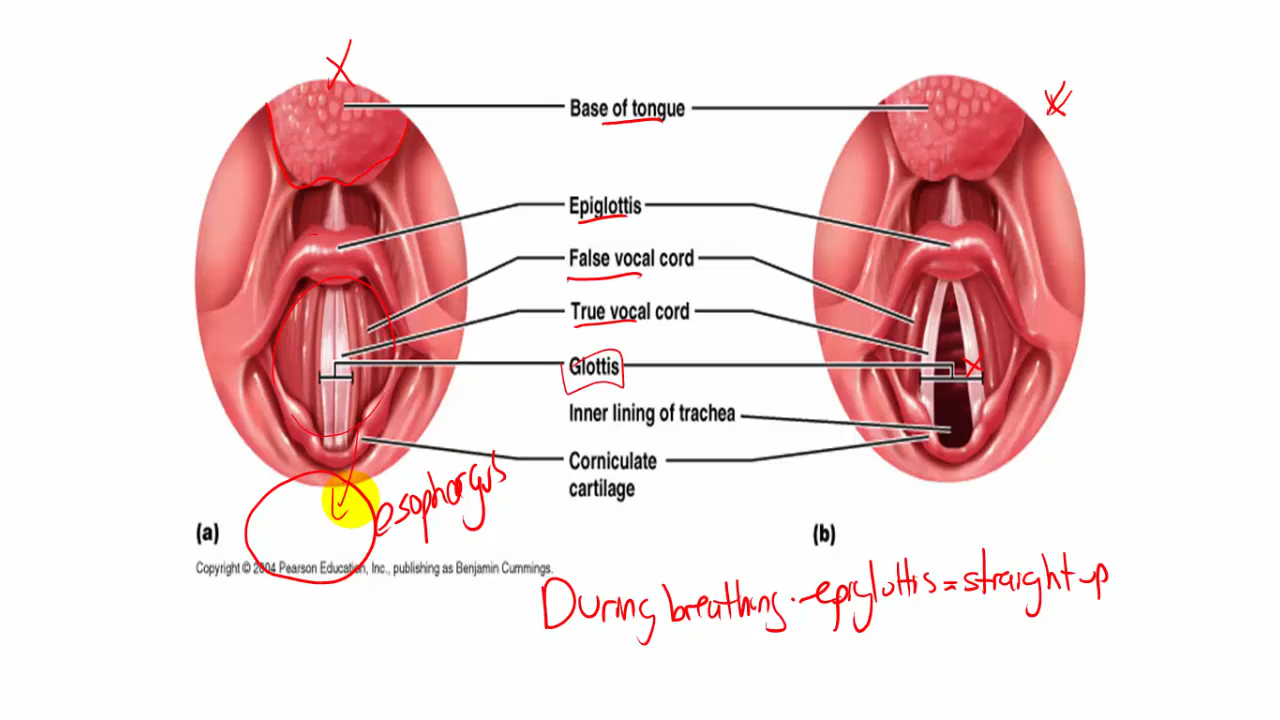 Base of tongue
Epiglottis
False vocal cord
True vocal cord
Glottis
Inner lining of trachea
Corniculate
cartilage
esophorgus
(a)
(b)
Copyright © 2004 Pearson Education, Inc., publishing as Benjamin Cummings.
During breathing · epiglottis = straight up